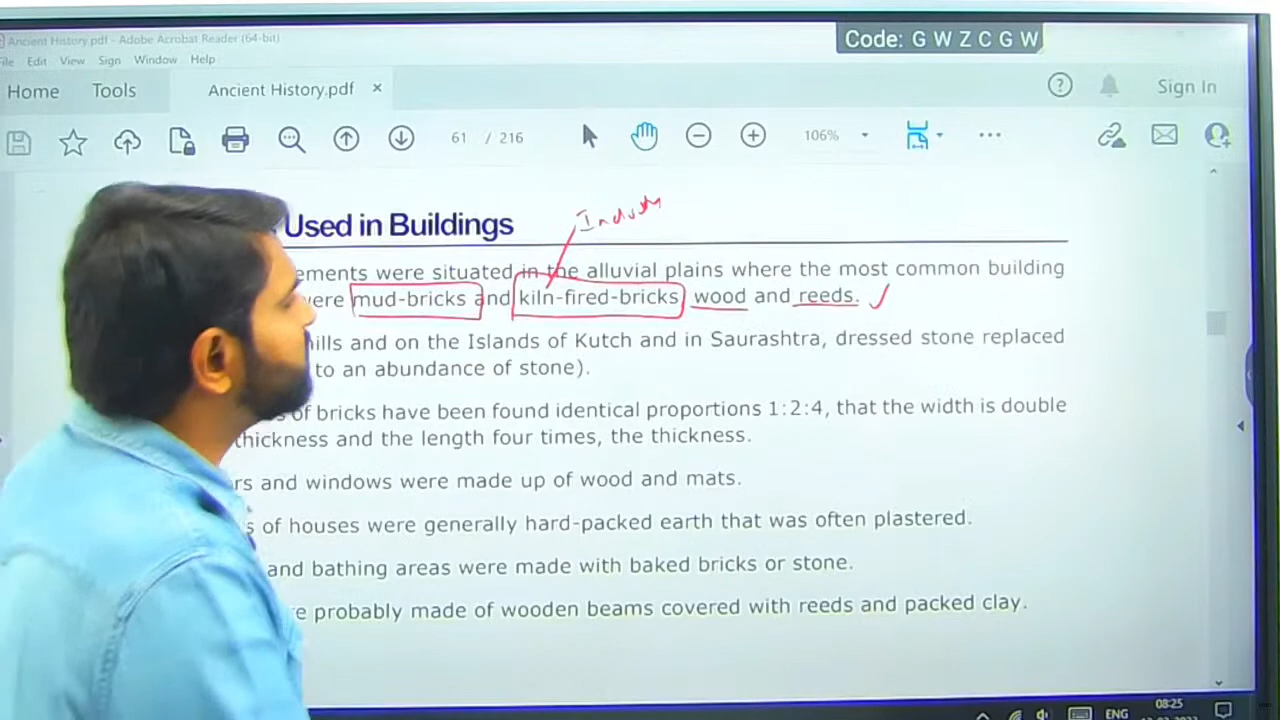 Ancient History.pdf - Adobe Acrobat Reader (64-bit)
Code: G W Z C G W
File Edit View Sign Window Help
Home Tools Ancient History.pdf × ? Sign In
61 / 216 106%
Used in Buildings
ements were situated in the alluvial plains where the most common building
were mud-bricks and kiln-fired-bricks wood and reeds.
hills and on the Islands of Kutch and in Saurashtra, dressed stone replaced
to an abundance of stone).
of bricks have been found identical proportions 1:2:4, that the width is double
thickness and the length four times, the thickness.
rs and windows were made up of wood and mats.
s of houses were generally hard-packed earth that was often plastered.
and bathing areas were made with baked bricks or stone.
e probably made of wooden beams covered with reeds and packed clay.
ENG 08:25